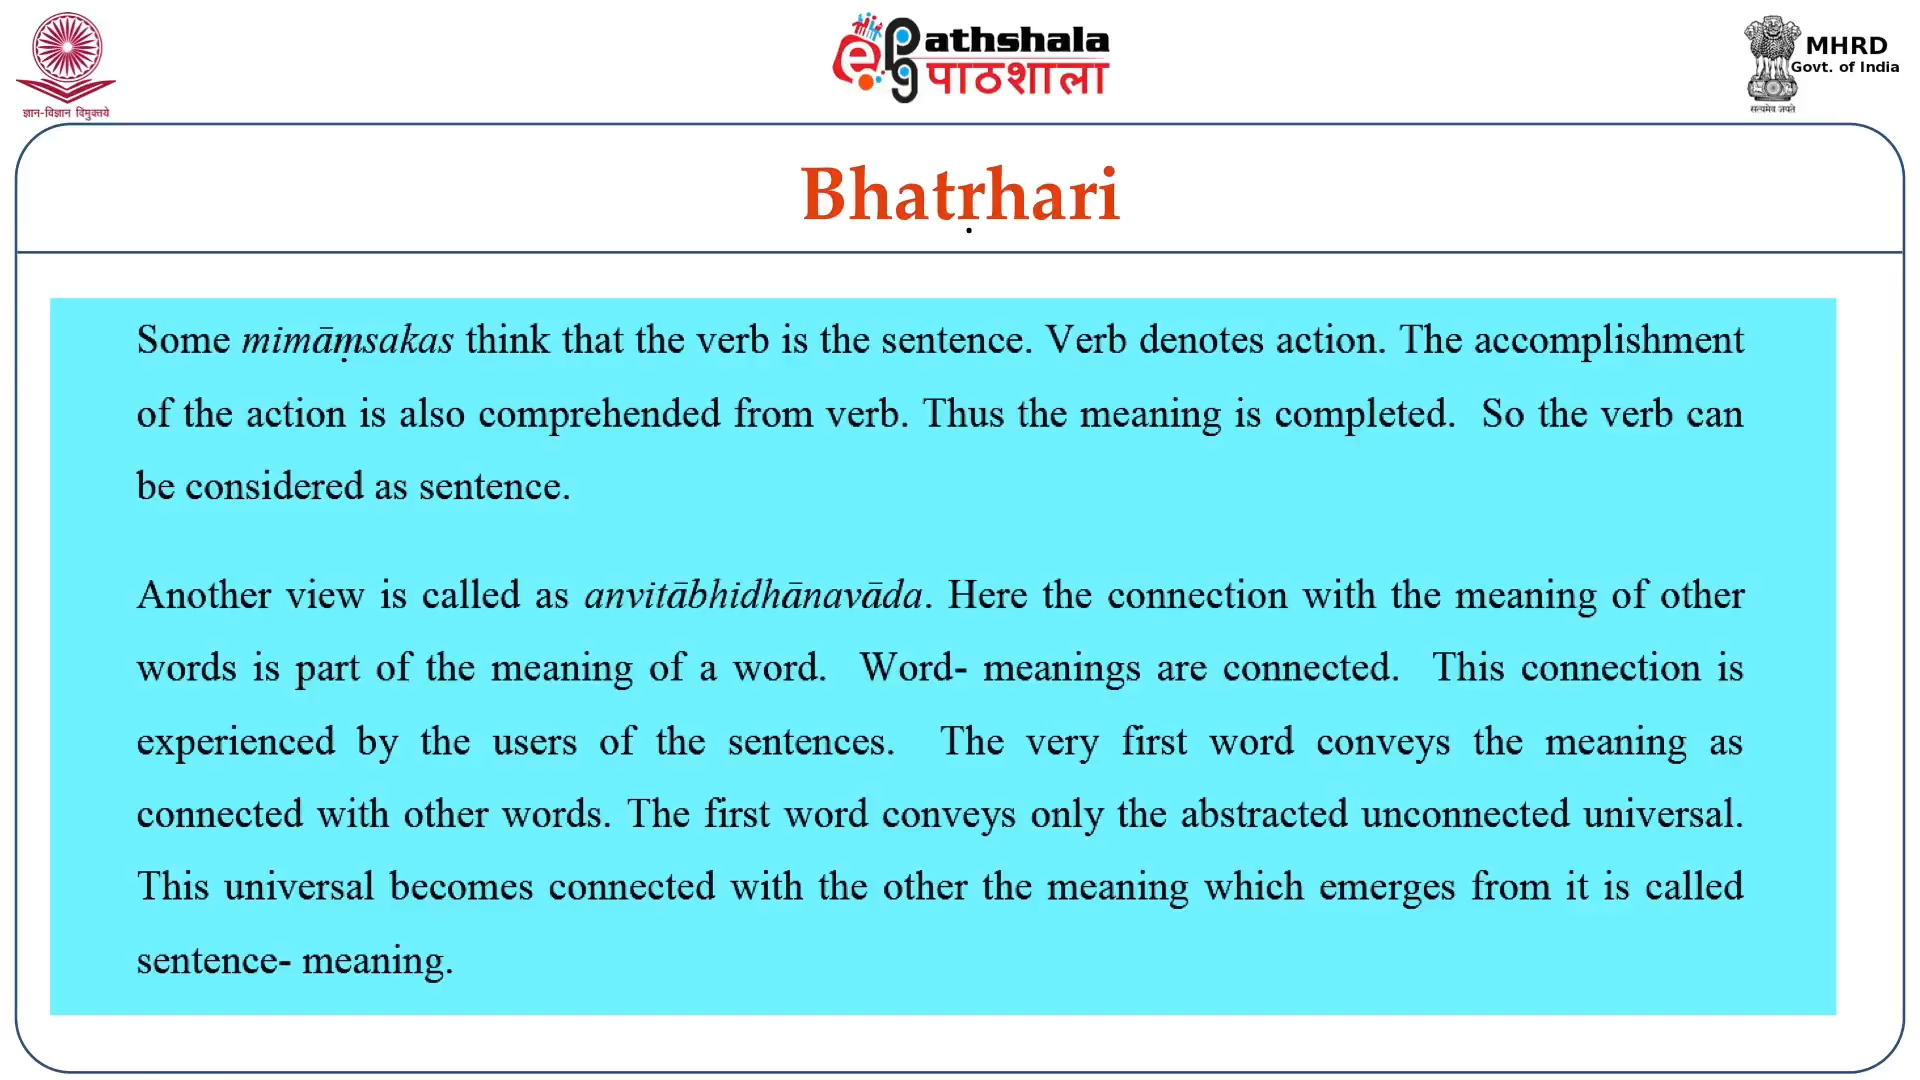 ज्ञान-विज्ञान विमुक्तये
e Pg Pathshala
पाठशाला
MHRD
Govt. of India
सत्यमेव जयते
Bhatṛhari
Some mimāṃsakas think that the verb is the sentence. Verb denotes action. The accomplishment
of the action is also comprehended from verb. Thus the meaning is completed. So the verb can
be considered as sentence.
Another view is called as anvitābhidhānavāda. Here the connection with the meaning of other
words is part of the meaning of a word. Word- meanings are connected. This connection is
experienced by the users of the sentences. The very first word conveys the meaning as
connected with other words. The first word conveys only the abstracted unconnected universal.
This universal becomes connected with the other the meaning which emerges from it is called
sentence- meaning.